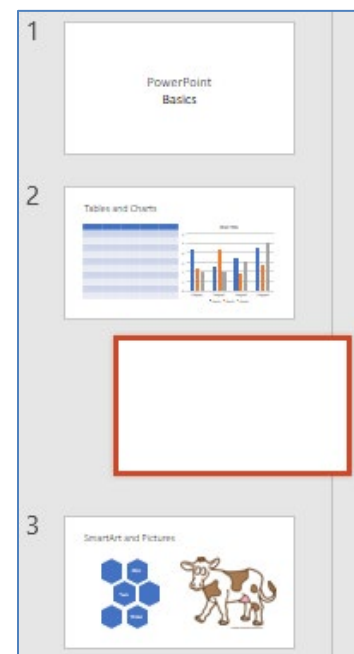 1
PowerPoint
Basics
2
Tables and Charts
3
SmartArt and Pictures